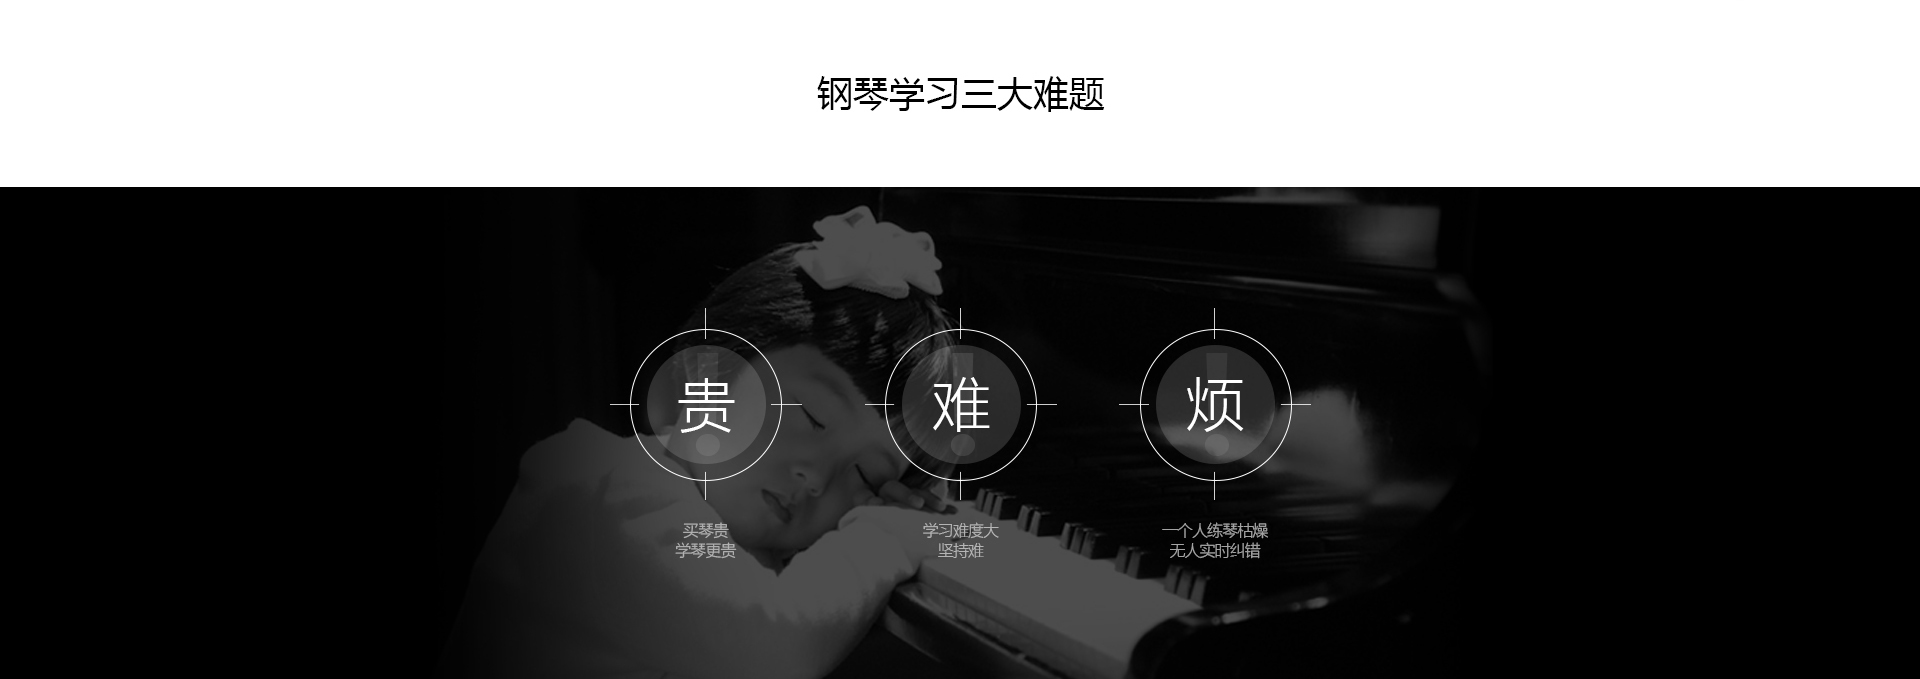 钢琴学习三大难题
贵
难
烦
买琴贵
学琴更贵
学习难度大
坚持难
一个人练琴枯燥
无人实时纠错